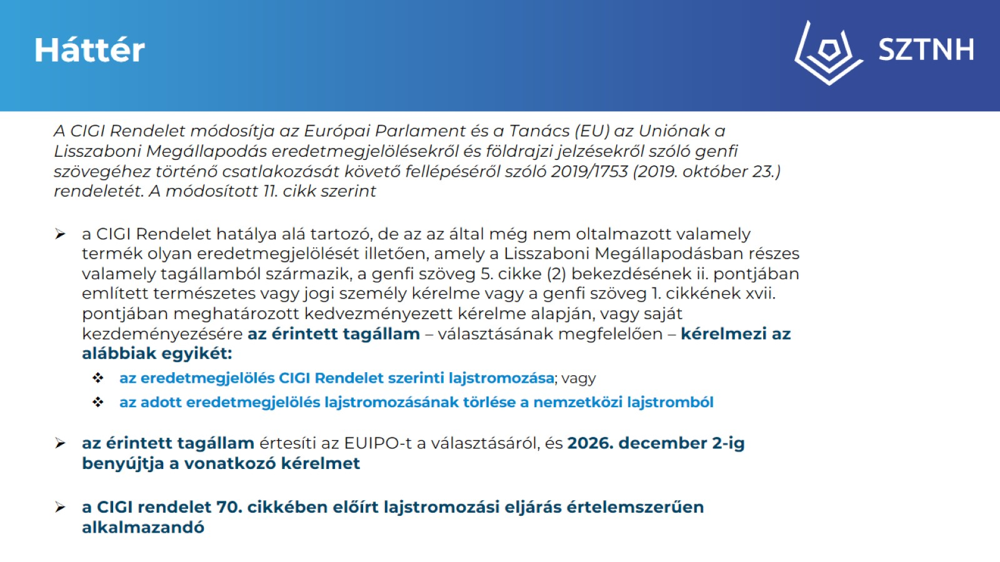 Háttér
SZTNH
A CIGI Rendelet módosítja az Európai Parlament és a Tanács (EU) az Uniónak a
Lisszaboni Megállapodás eredetmegjelölésekről és földrajzi jelzésekről szóló genfi
szövegéhez történő csatlakozását követő fellépéséről szóló 2019/1753 (2019. október 23.)
rendeletét. A módosított 11. cikk szerint
➢ a CIGI Rendelet hatálya alá tartozó, de az az által még nem oltalmazott valamely
termék olyan eredetmegjelölését illetően, amely a Lisszaboni Megállapodásban részes
valamely tagállamból származik, a genfi szöveg 5. cikke (2) bekezdésének ii. pontjában
említett természetes vagy jogi személy kérelme vagy a genfi szöveg 1. cikkének xvii.
pontjában meghatározott kedvezményezett kérelme alapján, vagy saját
kezdeményezésére az érintett tagállam – választásának megfelelően – kérelmezi az
alábbiak egyikét:
❖ az eredetmegjelölés CIGI Rendelet szerinti lajstromozása; vagy
❖ az adott eredetmegjelölés lajstromozásának törlése a nemzetközi lajstromból
➢ az érintett tagállam értesíti az EUIPO-t a választásáról, és 2026. december 2-ig
benyújtja a vonatkozó kérelmet
➢ a CIGI rendelet 70. cikkében előírt lajstromozási eljárás értelemszerűen
alkalmazandó